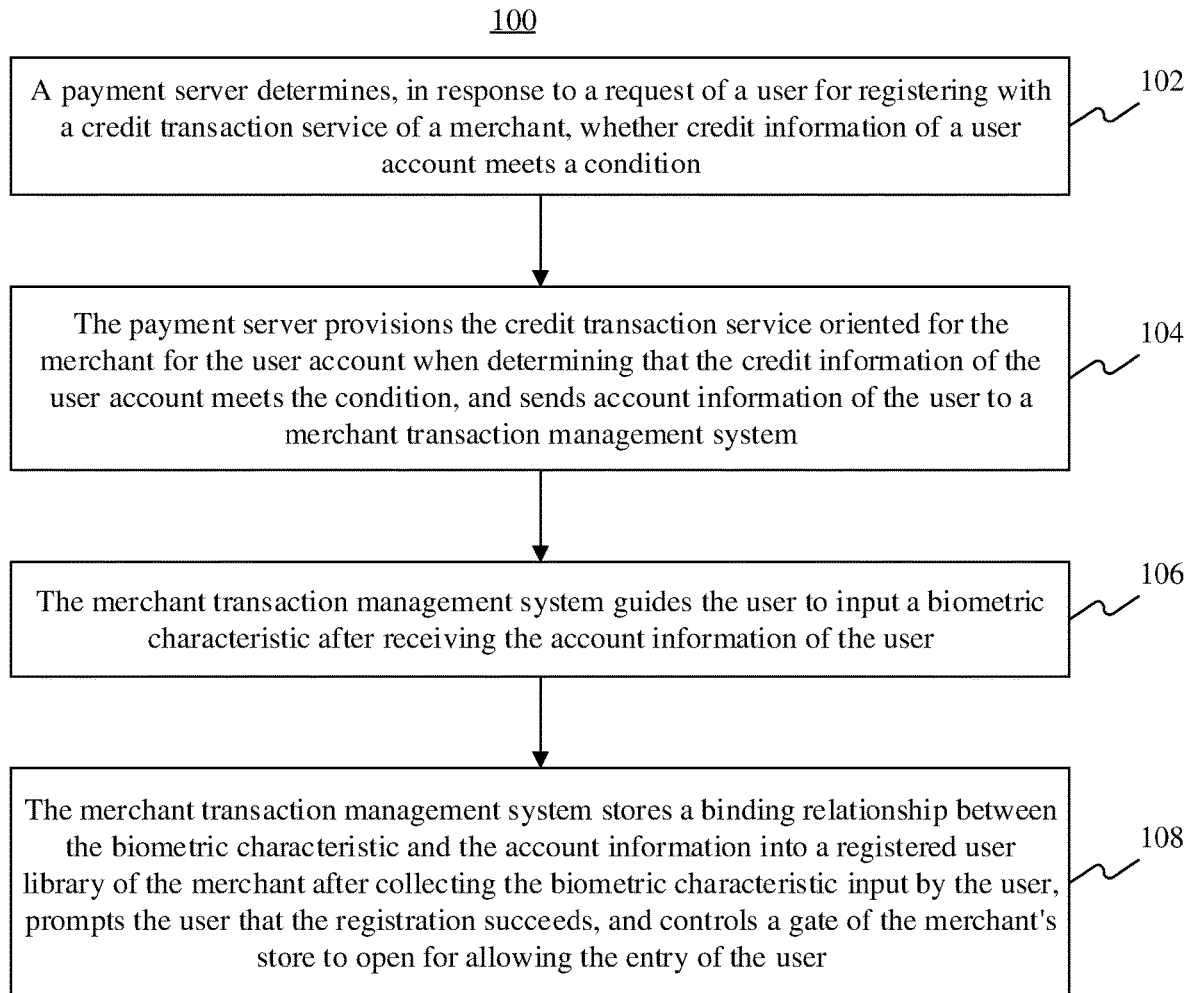 100
A payment server determines, in response to a request of a user for registering with
a credit transaction service of a merchant, whether credit information of a user
account meets a condition
102
The payment server provisions the credit transaction service oriented for the
merchant for the user account when determining that the credit information of the
user account meets the condition, and sends account information of the user to a
merchant transaction management system
104
The merchant transaction management system guides the user to input a biometric
characteristic after receiving the account information of the user
106
The merchant transaction management system stores a binding relationship between
the biometric characteristic and the account information into a registered user
library of the merchant after collecting the biometric characteristic input by the user,
prompts the user that the registration succeeds, and controls a gate of the merchant's
store to open for allowing the entry of the user
108